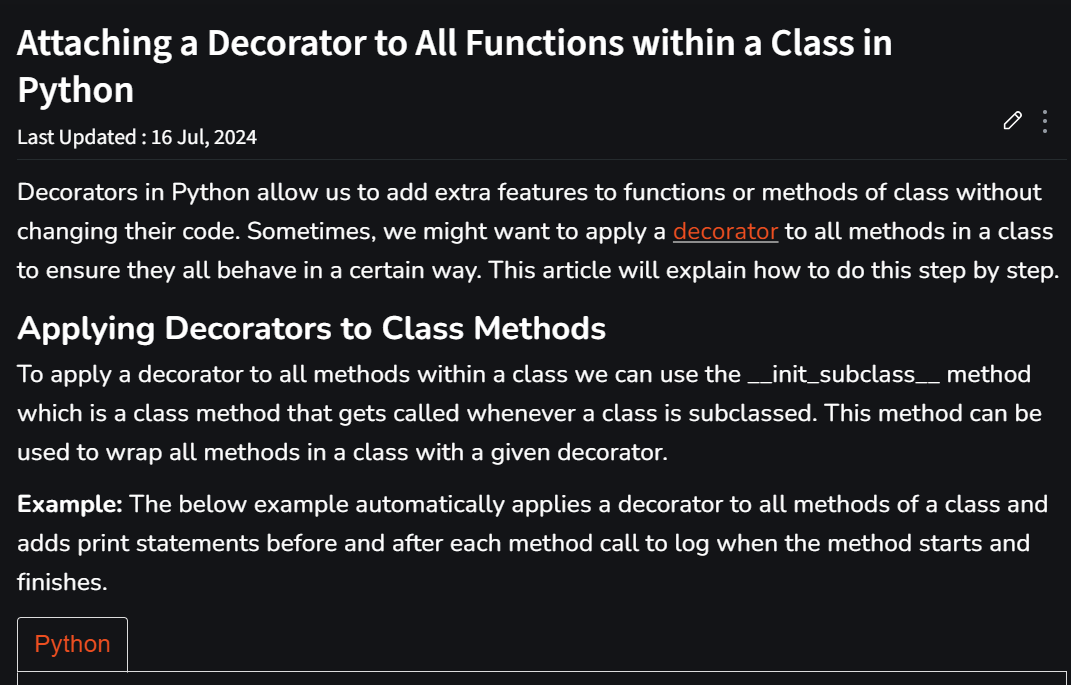 Attaching a Decorator to All Functions within a Class in
Python
Last Updated : 16 Jul, 2024
Decorators in Python allow us to add extra features to functions or methods of class without
changing their code. Sometimes, we might want to apply a decorator to all methods in a class
to ensure they all behave in a certain way. This article will explain how to do this step by step.
Applying Decorators to Class Methods
To apply a decorator to all methods within a class we can use the __init_subclass__ method
which is a class method that gets called whenever a class is subclassed. This method can be
used to wrap all methods in a class with a given decorator.
Example: The below example automatically applies a decorator to all methods of a class and
adds print statements before and after each method call to log when the method starts and
finishes.
Python